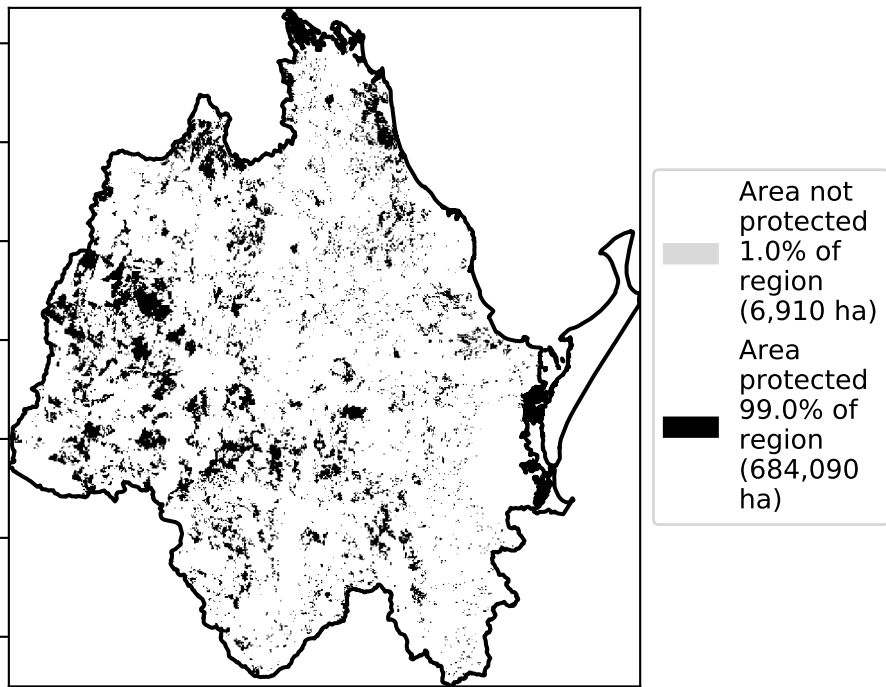 Area not
protected
1.0% of
region
(6,910 ha)
Area
protected
99.0% of
region
(684,090
ha)